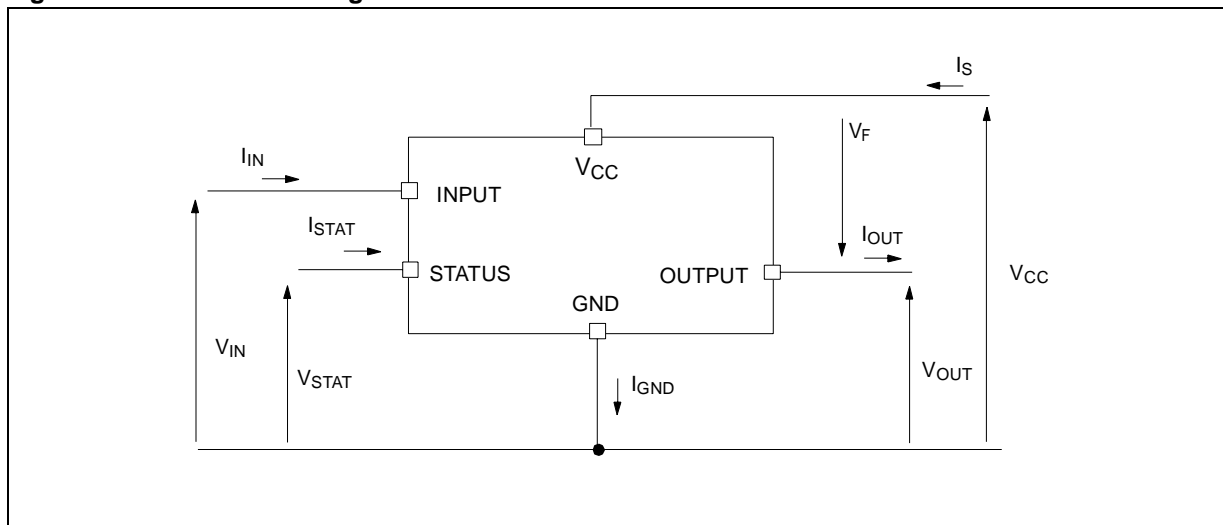 I_S
V_F
V_CC
I_IN
INPUT
I_STAT
I_OUT
STATUS
OUTPUT
V_CC
GND
V_IN
V_STAT
I_GND
V_OUT